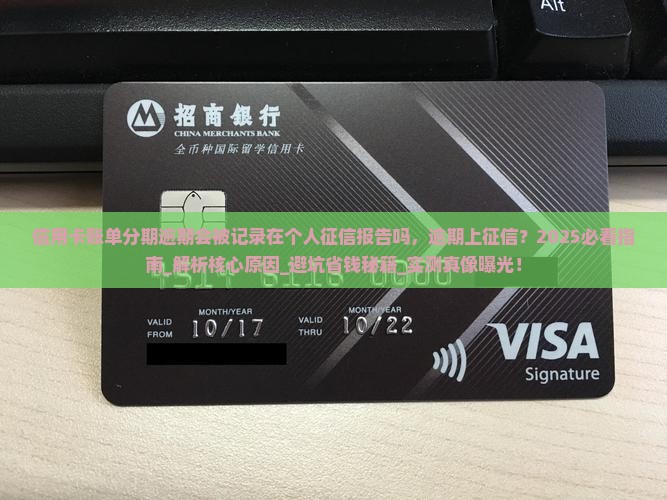 Alt
招商銀行
CHINA MERCHANTS BANK
全币种国际留学信用卡
信用卡账单分期逾期会被记录在个人征信报告吗，逾期上征信？2025必看指
南_解析核心原因_避坑省钱秘籍_实测真像曝光！
MONTH/YEAR
MONTH/YEAR
VALID FROM 10/17
VALID THRU 10/22
VISA
Signature